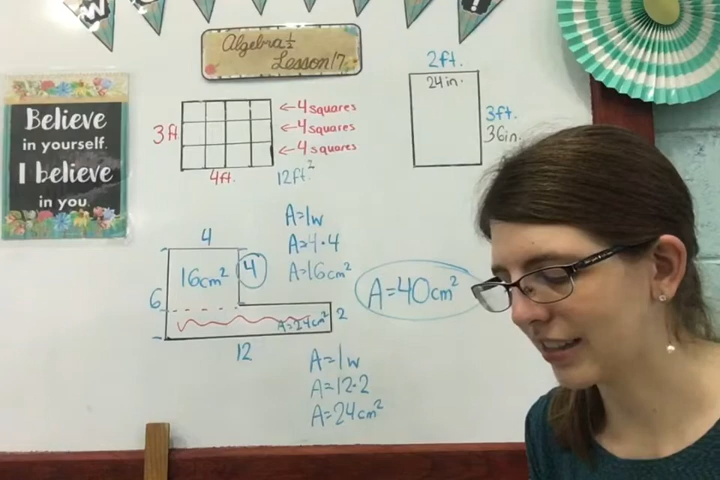 Algebra ½
Lesson 17
Believe
in yourself.
I believe
in you.
3ft.
←4 squares
←4 squares
←4 squares
4ft.
12ft.²
2ft.
24in.
3ft.
36in.
4
16cm²
4
6
A=24cm²
2
12
A=lw
A=4·4
A=16cm²
A=40cm²
A=lw
A=12·2
A=24cm²